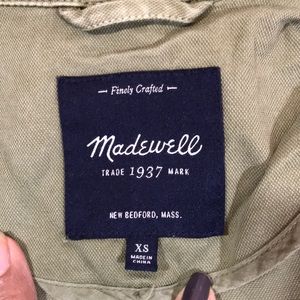 Finely Crafted
Madewell
TRADE 1937 MARK
NEW BEDFORD, MASS.
XS
MADE IN
CHINA